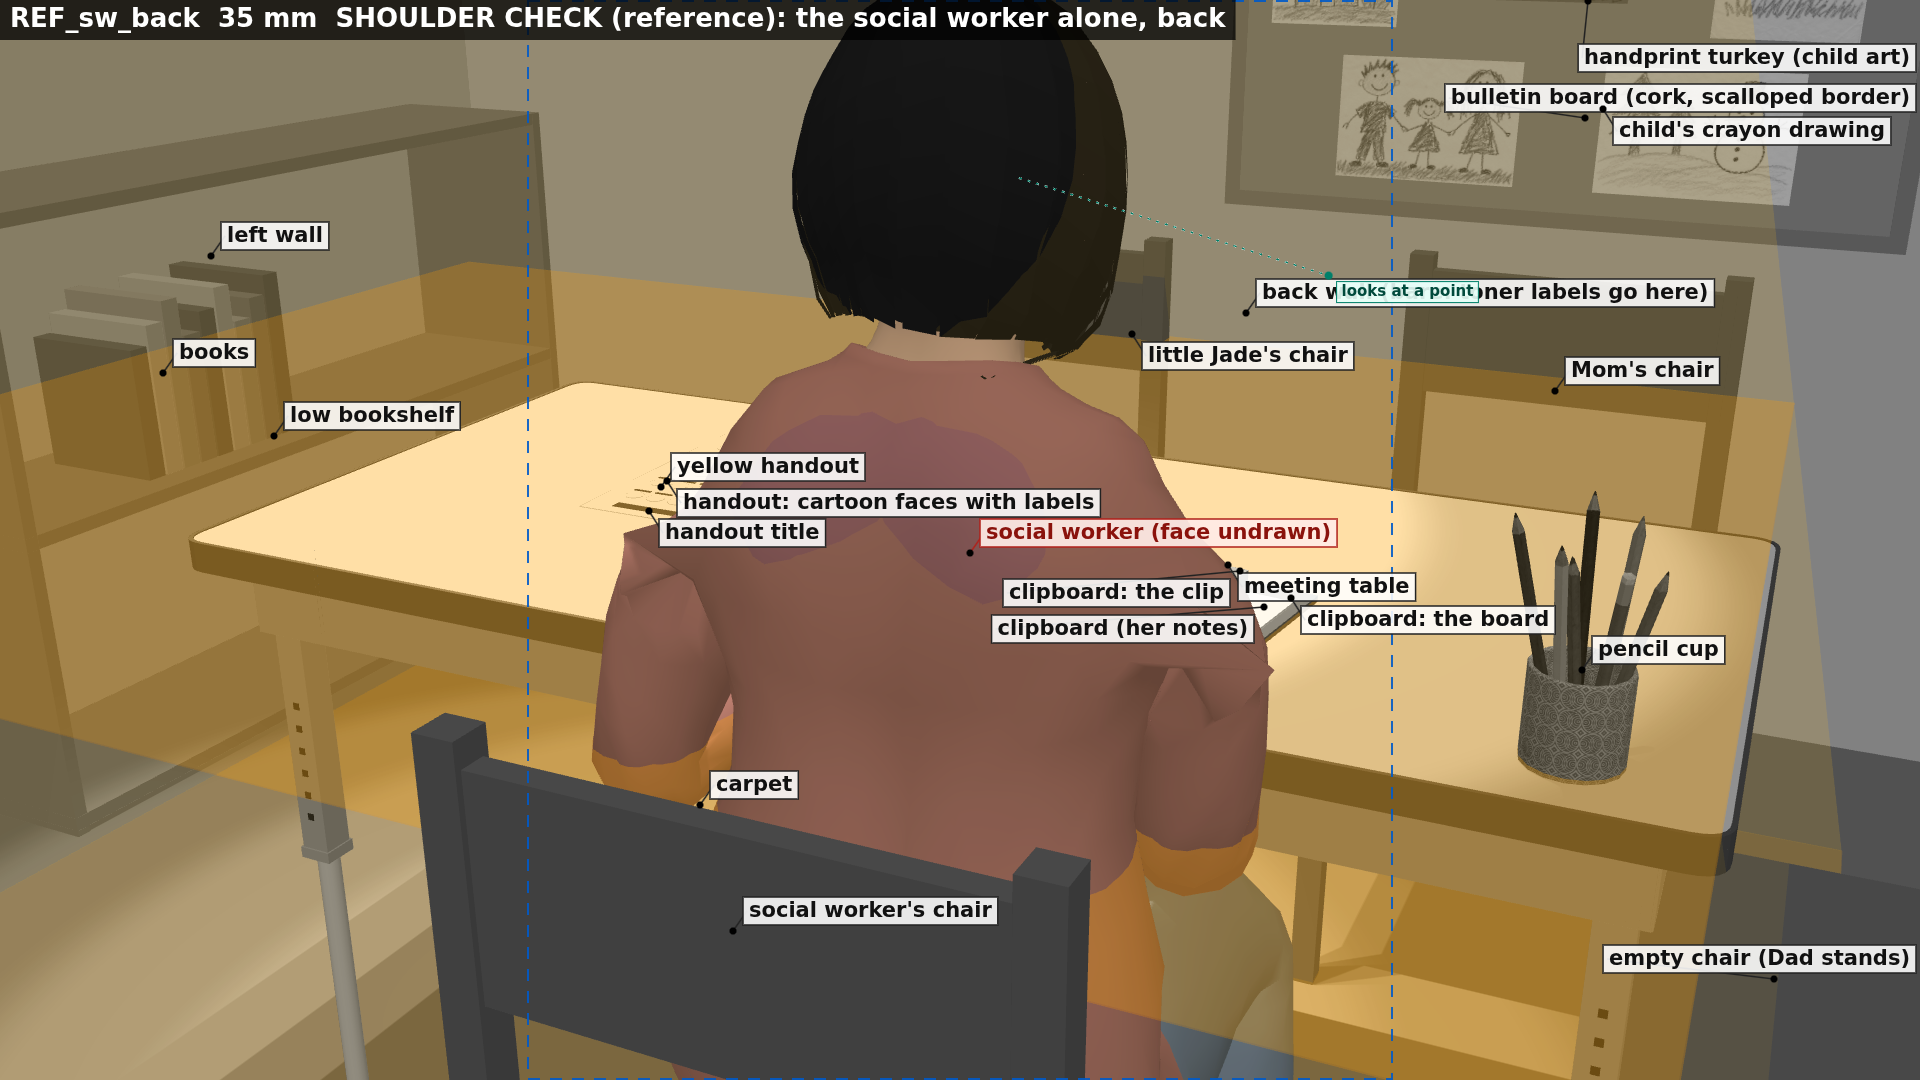 REF_sw_back 35 mm SHOULDER CHECK (reference): the social worker alone, back
handprint turkey (child art)
bulletin board (cork, scalloped border)
child's crayon drawing
left wall
back w
oner labels go here)
looks at a point
books
little Jade's chair
Mom's chair
low bookshelf
yellow handout
handout: cartoon faces with labels
handout title
social worker (face undrawn)
clipboard: the clip
meeting table
clipboard: the board
clipboard (her notes)
pencil cup
carpet
social worker's chair
empty chair (Dad stands)